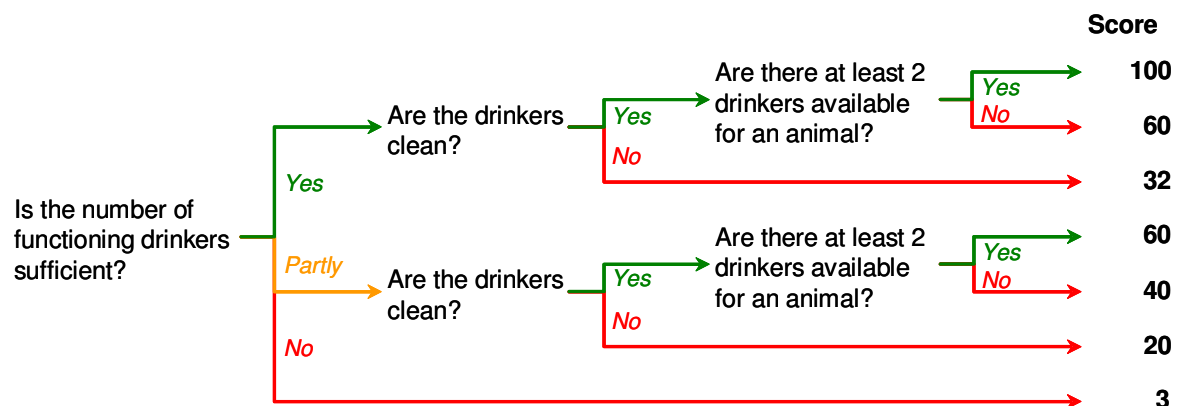 Score
Are there at least 2
drinkers available
for an animal?
Yes
100
No
60
Are the drinkers
clean?
Yes
No
32
Yes
Is the number of
functioning drinkers
sufficient?
Partly
Are the drinkers
clean?
Yes
Are there at least 2
drinkers available
for an animal?
Yes
60
No
40
No
20
No
3